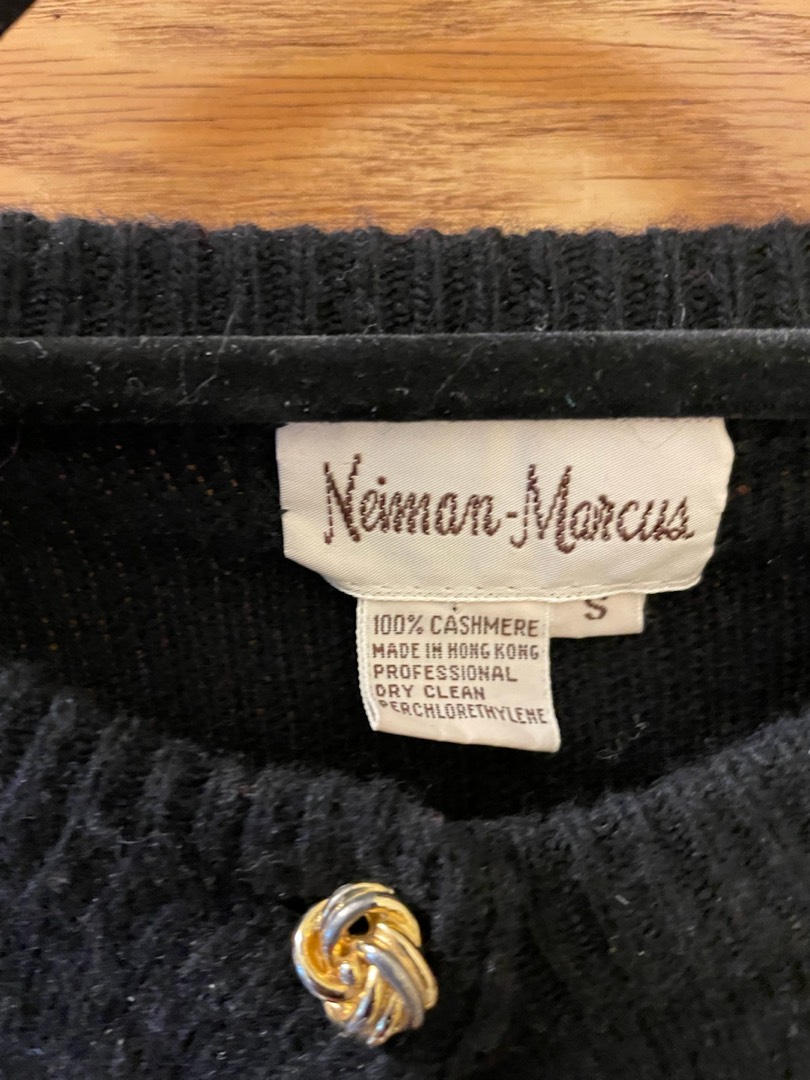 Neiman-Marcus
S
100% CASHMERE
MADE IN HONG KONG
PROFESSIONAL
DRY CLEAN
PERCHLORETHYLENE